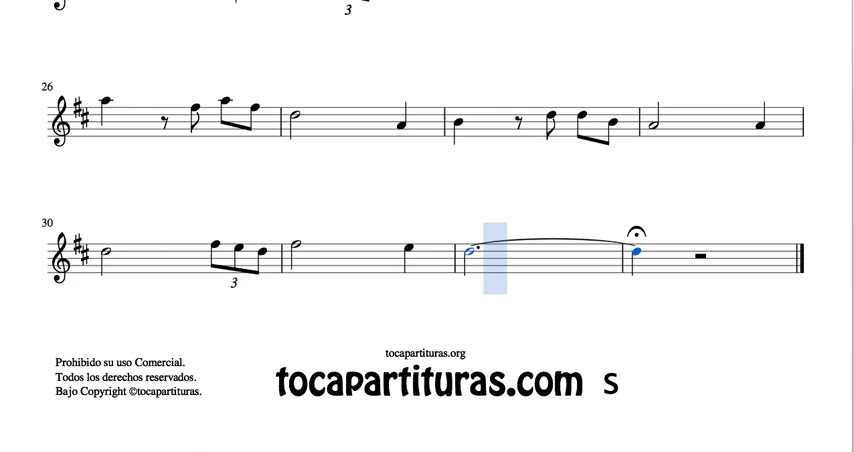 3
26
30
3
tocapartituras.org
Prohibido su uso Comercial.
Todos los derechos reservados.
Bajo Copyright ©tocapartituras.
tocapartituras.com s